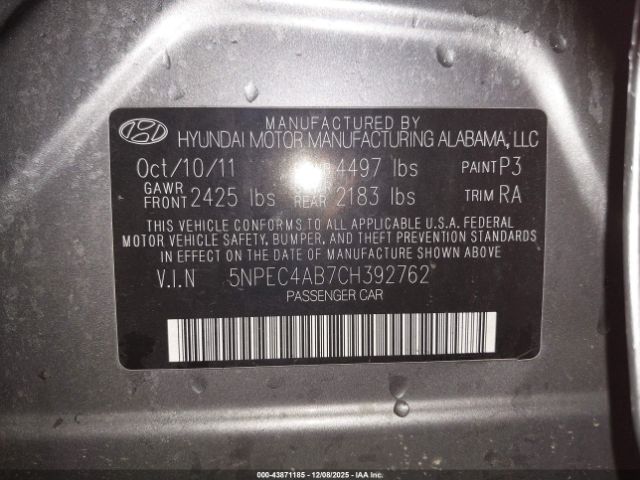 MANUFACTURED BY
HYUNDAI MOTOR MANUFACTURING ALABAMA, LLC
Oct/10/11 4497 lbs PAINT P3
GAWR FRONT 2425 lbs REAR 2183 lbs TRIM RA
THIS VEHICLE CONFORMS TO ALL APPLICABLE U.S.A. FEDERAL
MOTOR VEHICLE SAFETY, BUMPER, AND THEFT PREVENTION STANDARDS
IN EFFECT ON THE DATE OF MANUFACTURE SHOWN ABOVE
V.I.N 5NPEC4AB7CH392762
PASSENGER CAR
000-43871185 - 12/08/2025 - IAAI, Inc.